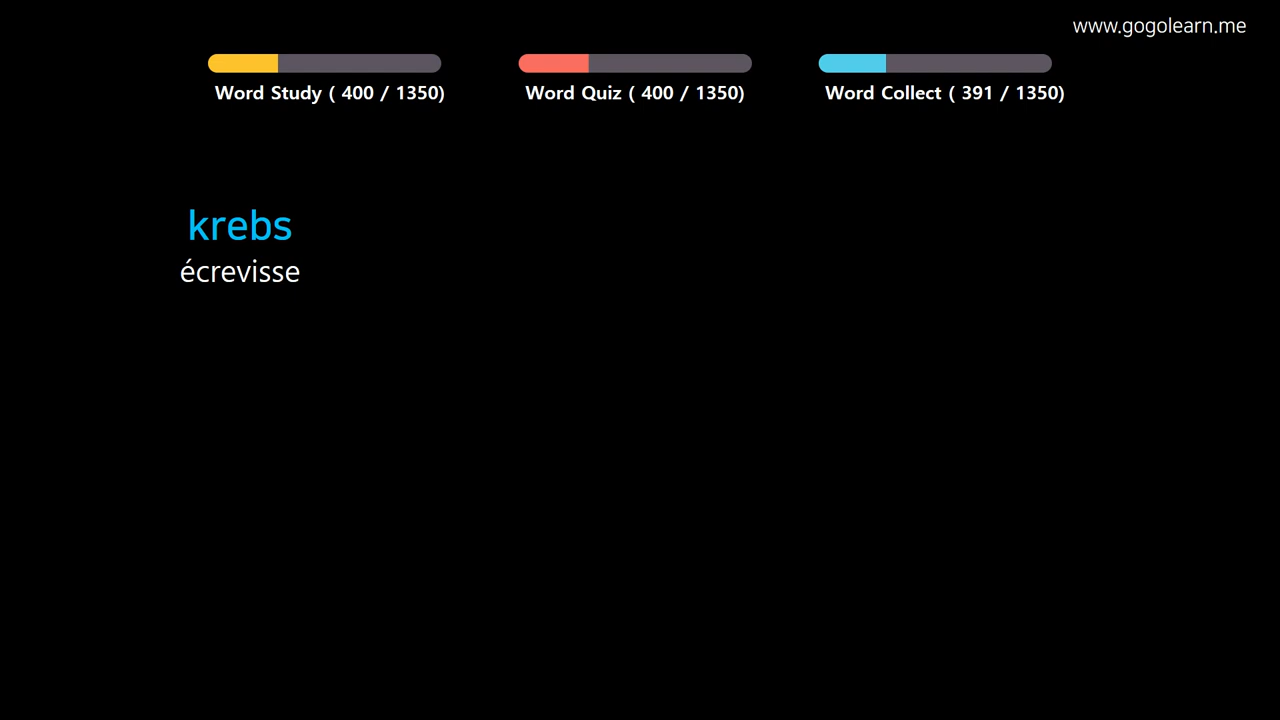 www.gogolearn.me
Word Study ( 400 / 1350)
Word Quiz ( 400 / 1350)
Word Collect ( 391 / 1350)
krebs
écrevisse